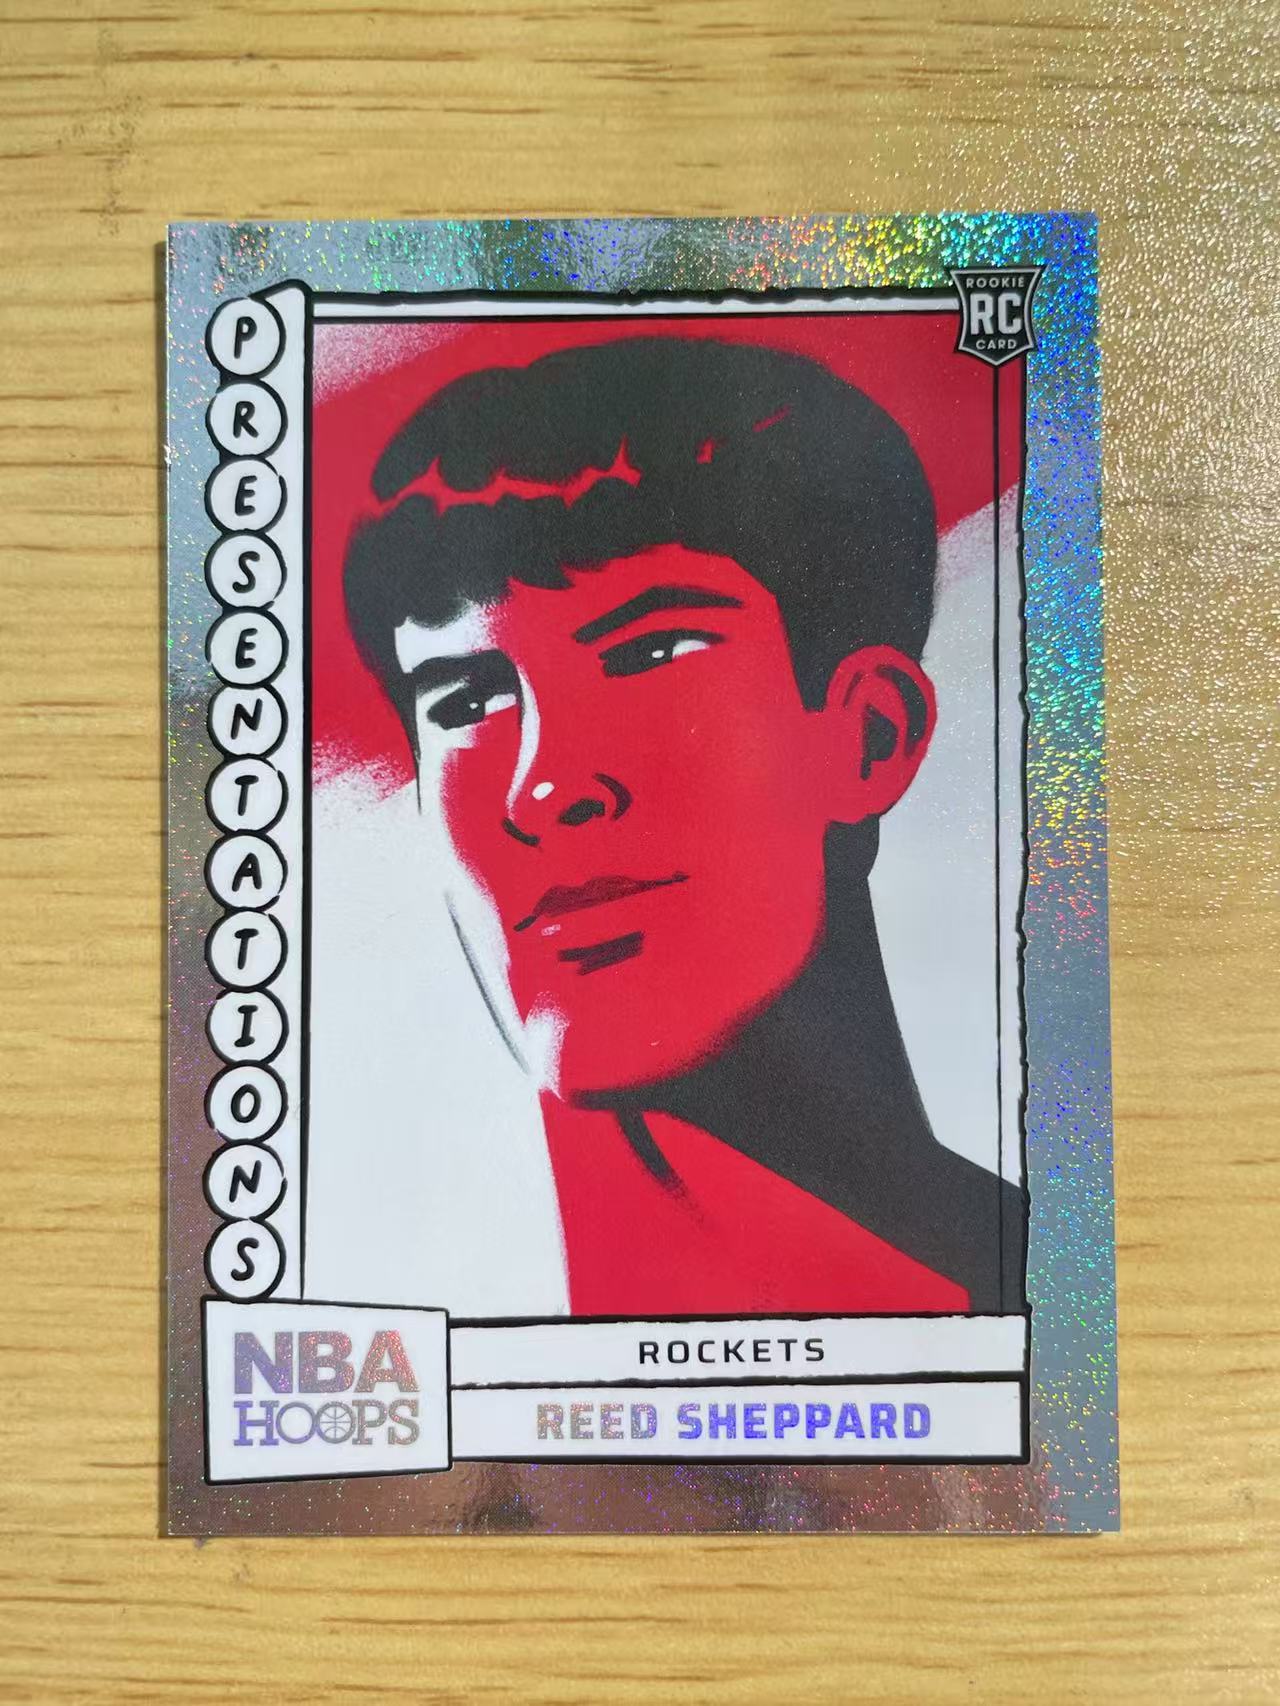 ROOKIE
RC
CARD
PRESENTATIONS
NBA
HOOPS
ROCKETS
REED SHEPPARD